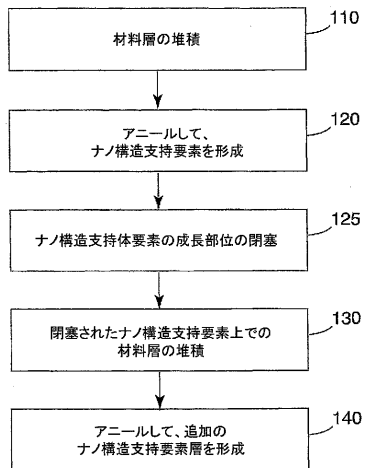 材料層の堆積
110
アニールして、
ナノ構造支持要素を形成
120
ナノ構造支持体要素の成長部位の閉塞
125
閉塞されたナノ構造支持要素上での
材料層の堆積
130
アニールして、追加の
ナノ構造支持要素層を形成
140